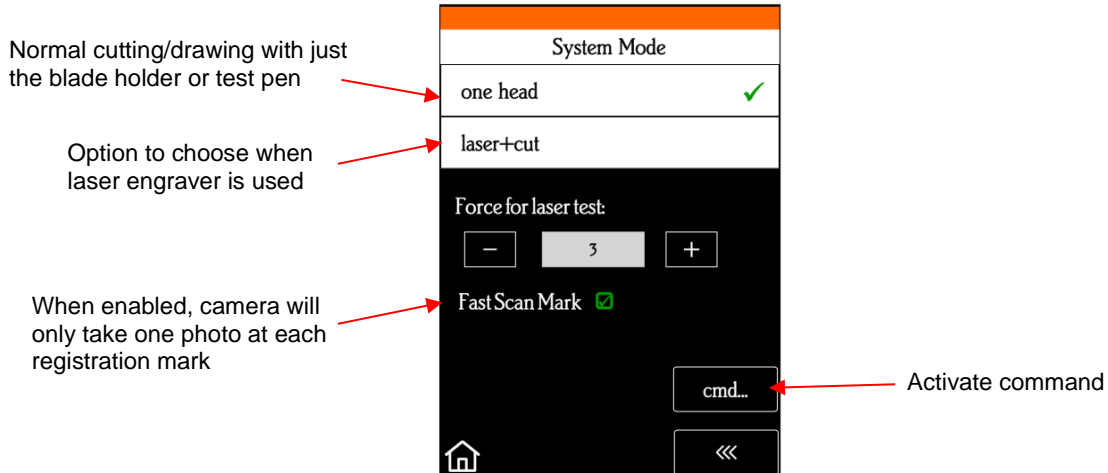 System Mode
Normal cutting/drawing with just
the blade holder or test pen
one head
laser+cut
Option to choose when
laser engraver is used
Force for laser test:
− 3 +
Fast Scan Mark
When enabled, camera will
only take one photo at each
registration mark
cmd...
Activate command
<<<